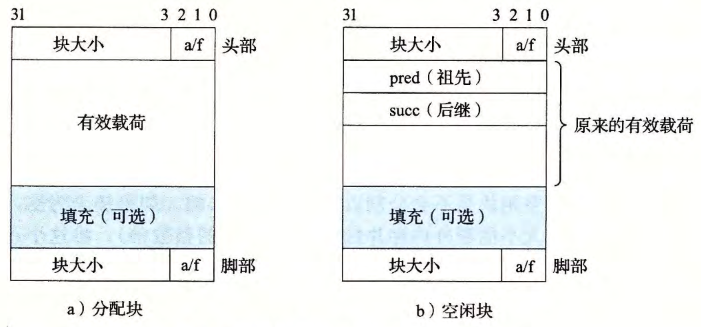 31 3 2 1 0
块大小 a/f 头部
有效载荷
填充（可选）
块大小 a/f 脚部
a）分配块
31 3 2 1 0
块大小 a/f 头部
pred（祖先）
succ（后继）
原来的有效载荷
填充（可选）
块大小 a/f 脚部
b）空闲块